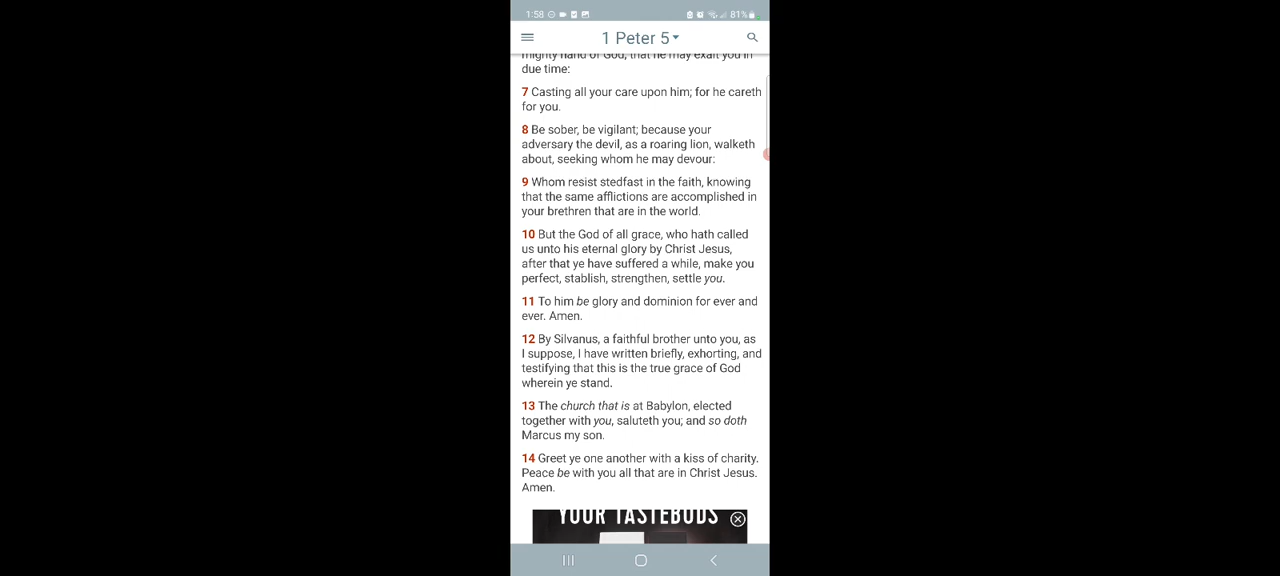 1:58
81%
1 Peter 5
mighty hand of God, that he may exalt you in
due time:
7 Casting all your care upon him; for he careth
for you.
8 Be sober, be vigilant; because your
adversary the devil, as a roaring lion, walketh
about, seeking whom he may devour:
9 Whom resist stedfast in the faith, knowing
that the same afflictions are accomplished in
your brethren that are in the world.
10 But the God of all grace, who hath called
us unto his eternal glory by Christ Jesus,
after that ye have suffered a while, make you
perfect, stablish, strengthen, settle you.
11 To him be glory and dominion for ever and
ever. Amen.
12 By Silvanus, a faithful brother unto you, as
I suppose, I have written briefly, exhorting, and
testifying that this is the true grace of God
wherein ye stand.
13 The church that is at Babylon, elected
together with you, saluteth you; and so doth
Marcus my son.
14 Greet ye one another with a kiss of charity.
Peace be with you all that are in Christ Jesus.
Amen.
YOUR TASTEBUDS